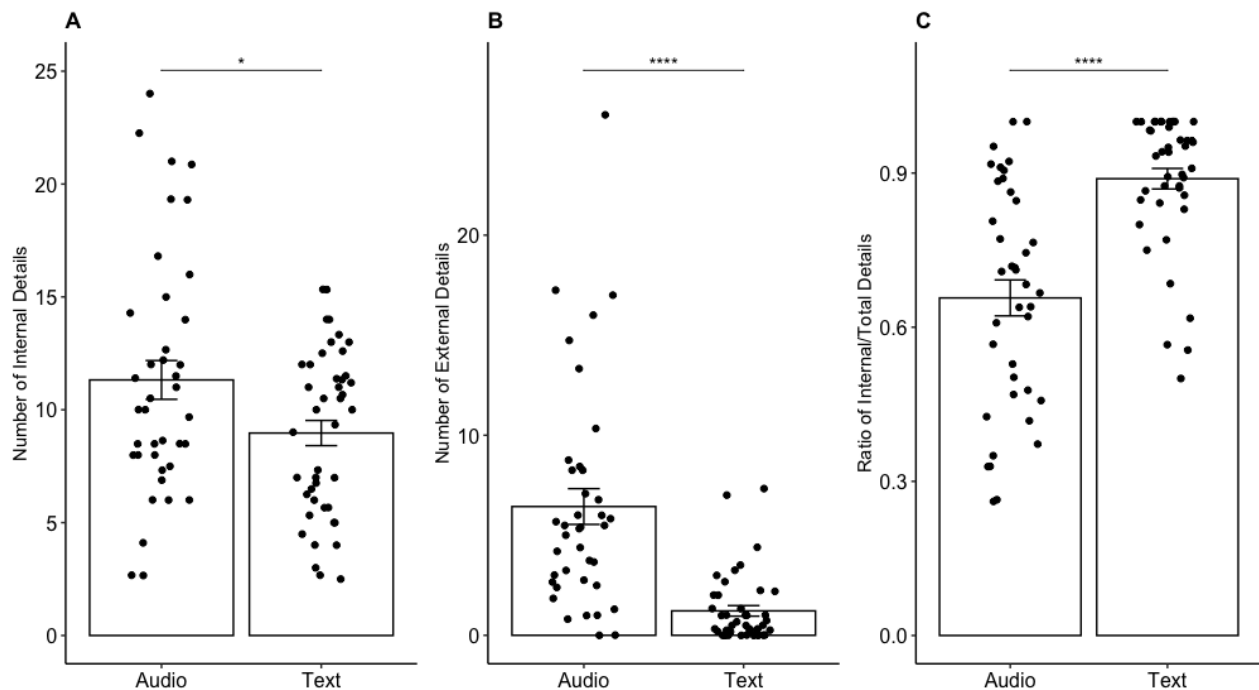 A
B
C
*
****
****
Number of Internal Details
25
20
15
10
5
0
Audio
Text
Number of External Details
20
10
0
Audio
Text
Ratio of Internal/Total Details
0.9
0.6
0.3
0.0
Audio
Text